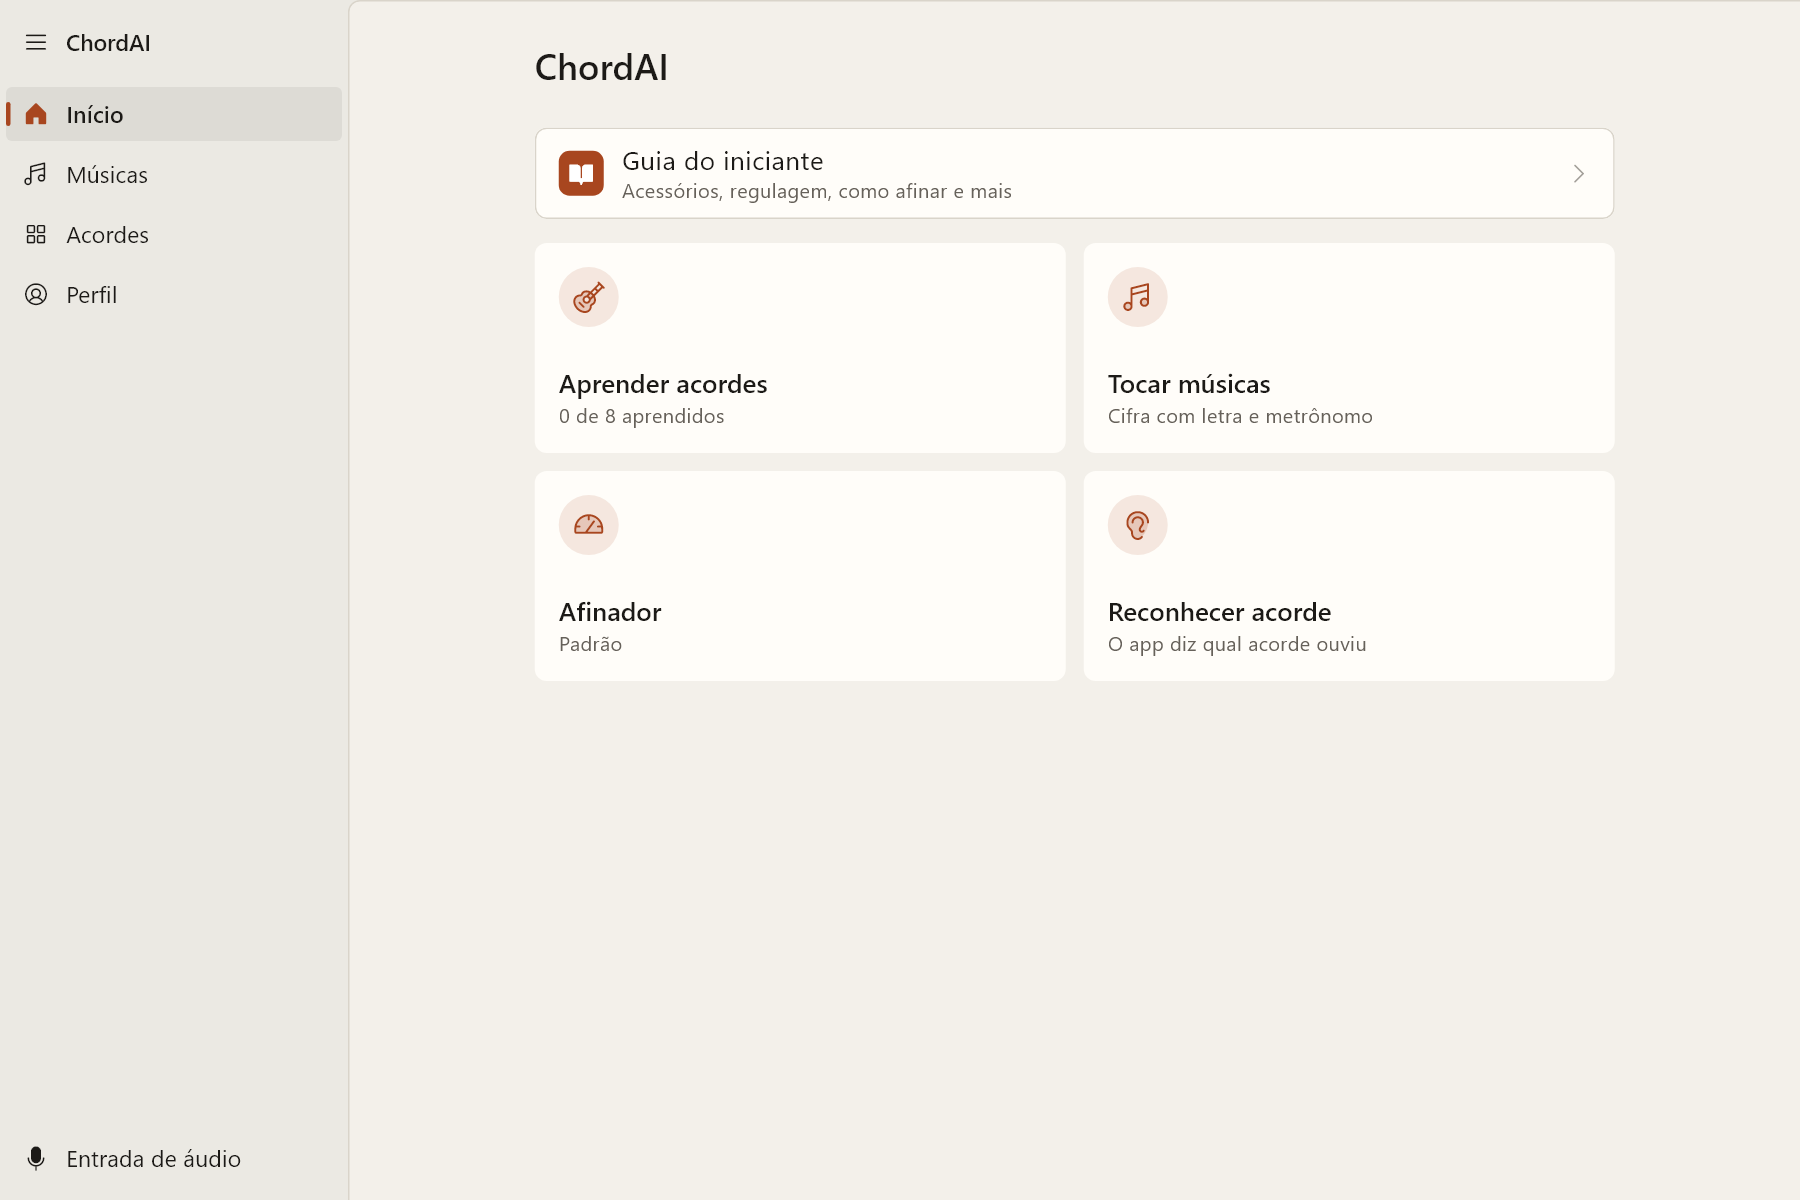 ChordAI
Início
Músicas
Acordes
Perfil
Entrada de áudio
ChordAI
Guia do iniciante
Acessórios, regulagem, como afinar e mais
Aprender acordes
0 de 8 aprendidos
Tocar músicas
Cifra com letra e metrônomo
Afinador
Padrão
Reconhecer acorde
O app diz qual acorde ouviu